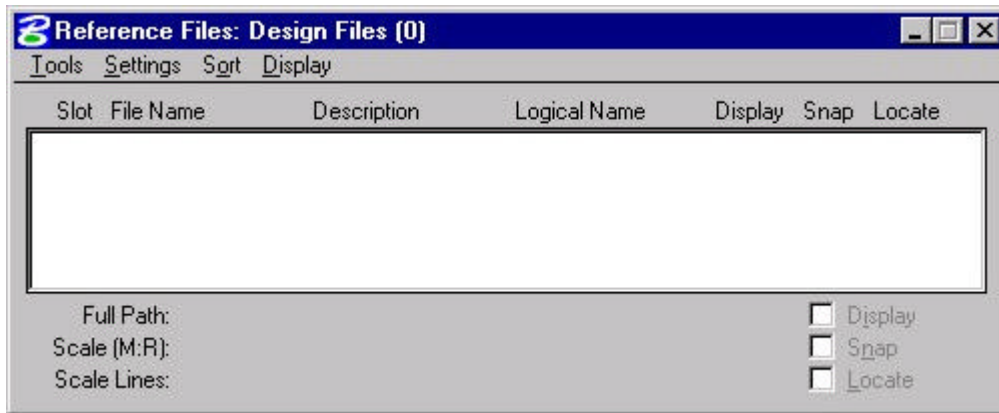 Reference Files: Design Files (0)
Tools Settings Sort Display
Slot File Name Description Logical Name Display Snap Locate
Full Path: Display
Scale (M:R): Snap
Scale Lines: Locate